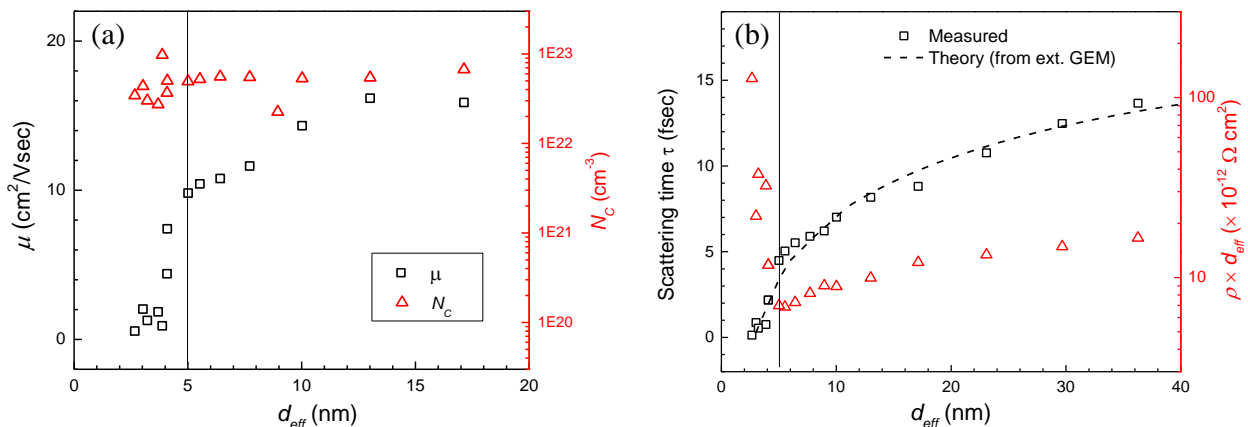 (a)
20
10
0
μ (cm²/Vsec)
1E23
1E22
1E21
1E20
N_C (cm⁻³)
μ
N_C
0 5 10 15 20
d_eff (nm)
(b)
Measured
Theory (from ext. GEM)
15
10
5
0
Scattering time τ (fsec)
100
10
ρ × d_eff (× 10⁻¹² Ω cm²)
0 10 20 30 40
d_eff (nm)